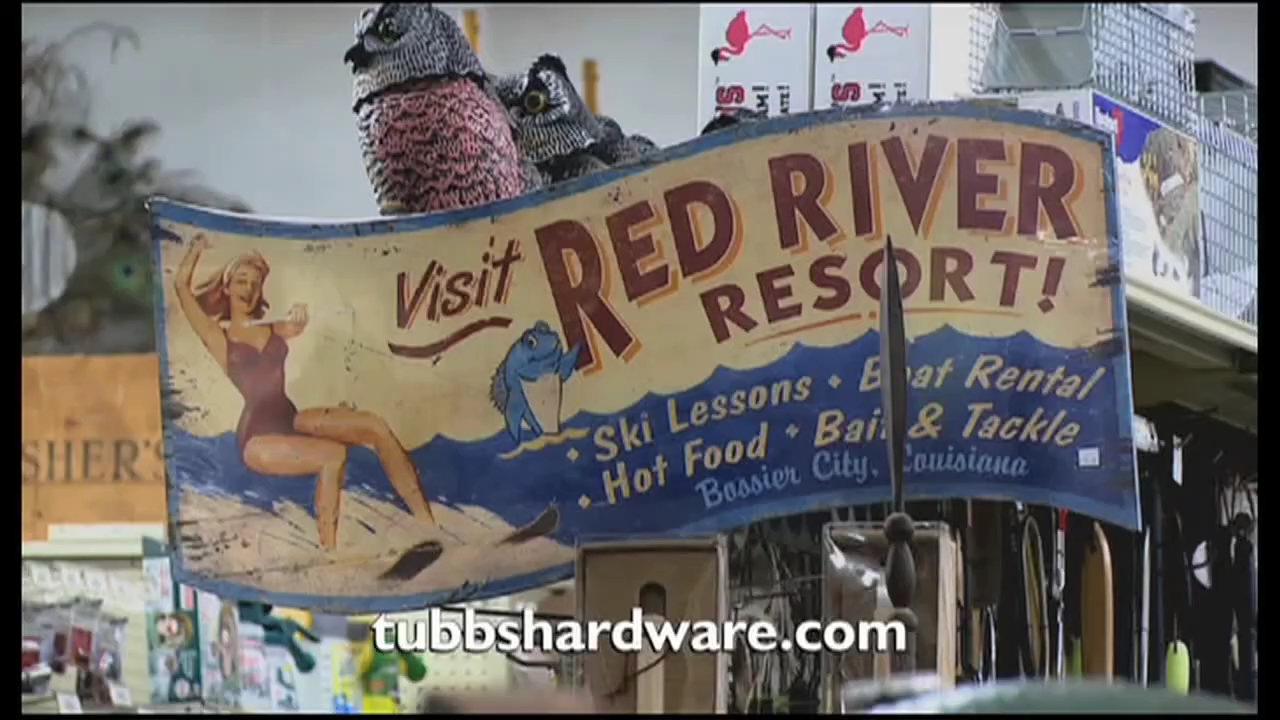 Visit RED RIVER
RESORT!
• Ski Lessons • Boat Rental
• Hot Food • Bait & Tackle
Bossier City, Louisiana
SHER'S
tubbshardware.com